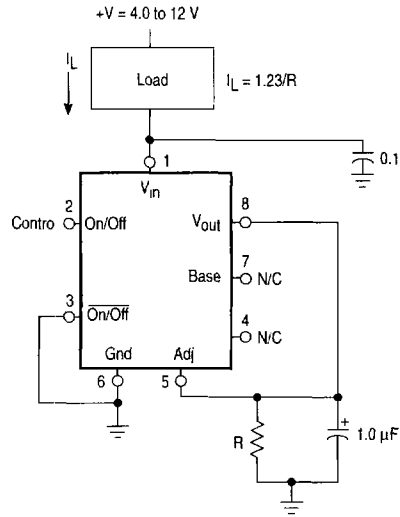 +V = 4.0 to 12 V
IL
Load
IL = 1.23/R
1
0.1
Vin
2
Contro
On/Off
Vout
8
7
Base
N/C
3
On/Off
4
N/C
Gnd
Adj
6
5
R
+
1.0 µF